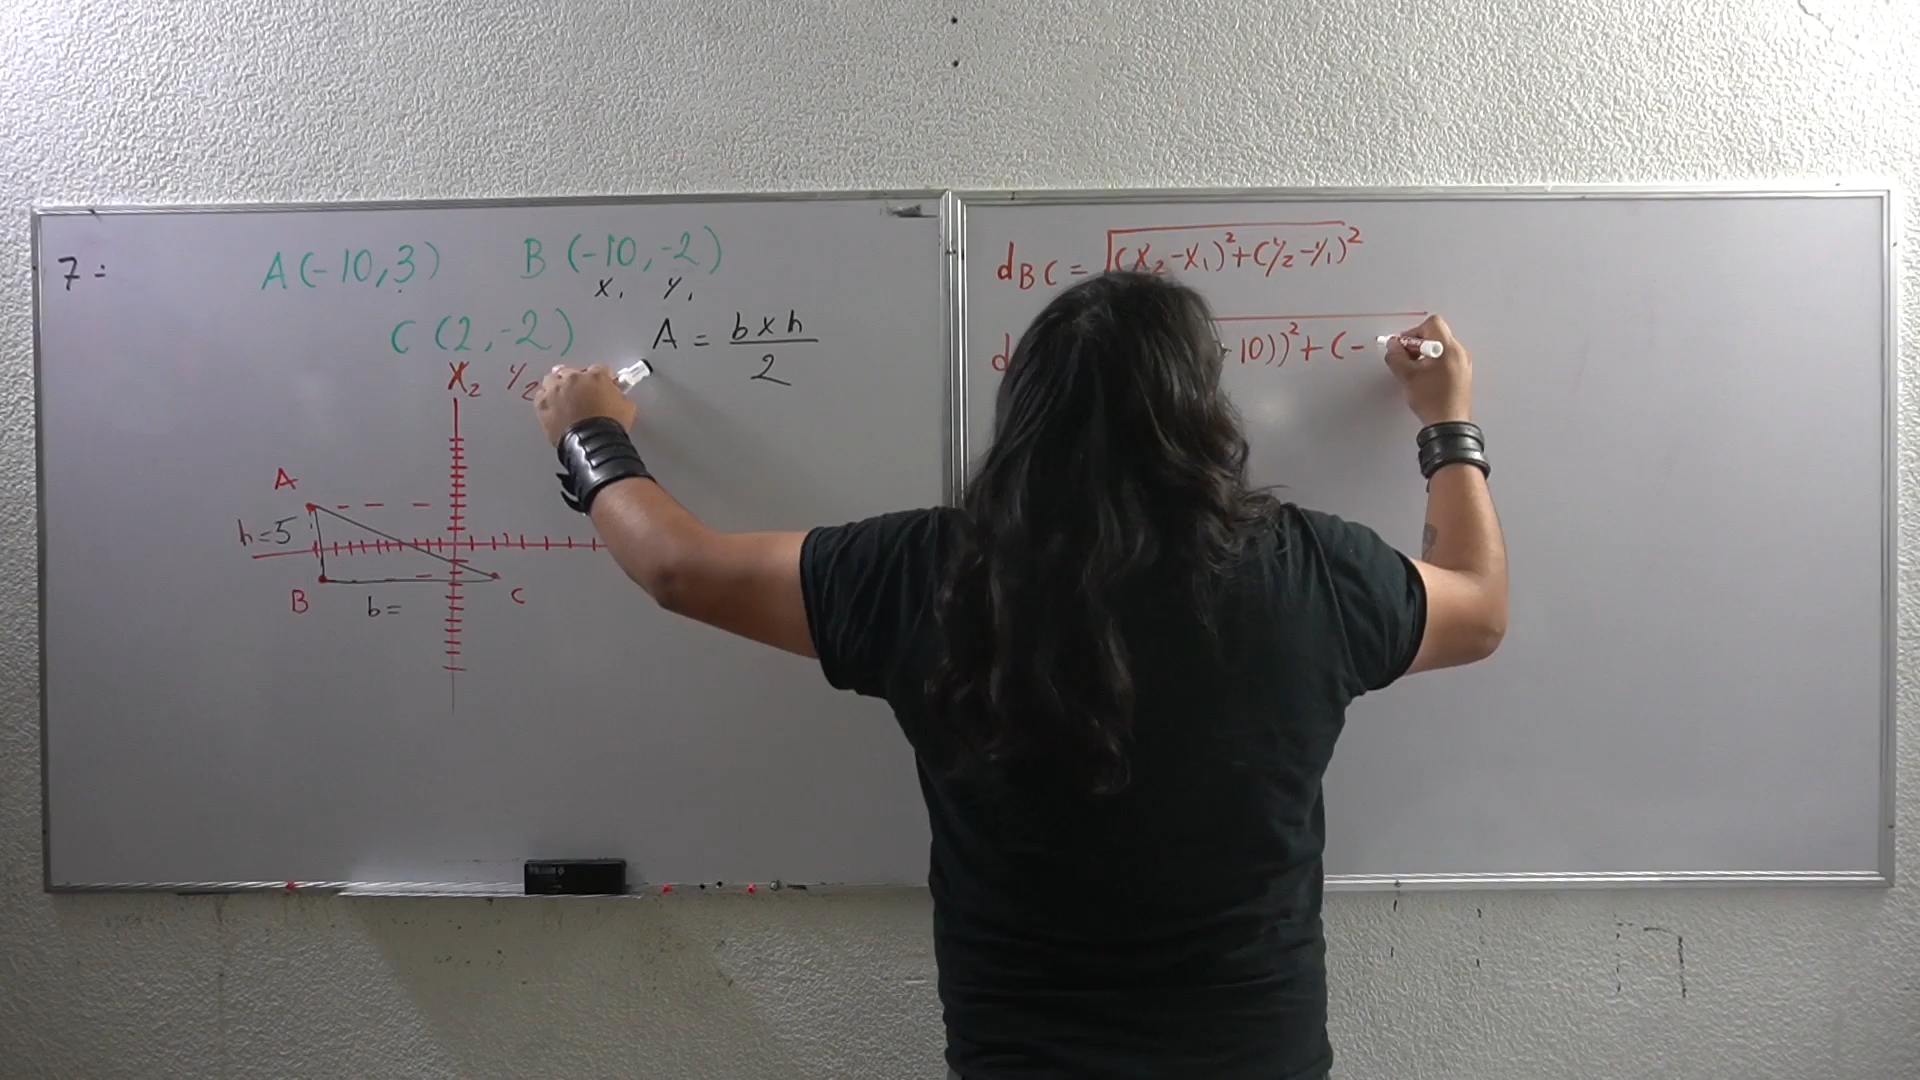 7:
A(-10,3) B(-10,-2)
x₁ y₁
C(2,-2) A = b x h / 2
x₂ y₂
A
h=5
B b= C
dBC = √(x₂-x₁)²+(y₂-y₁)²
d 10))²+(-